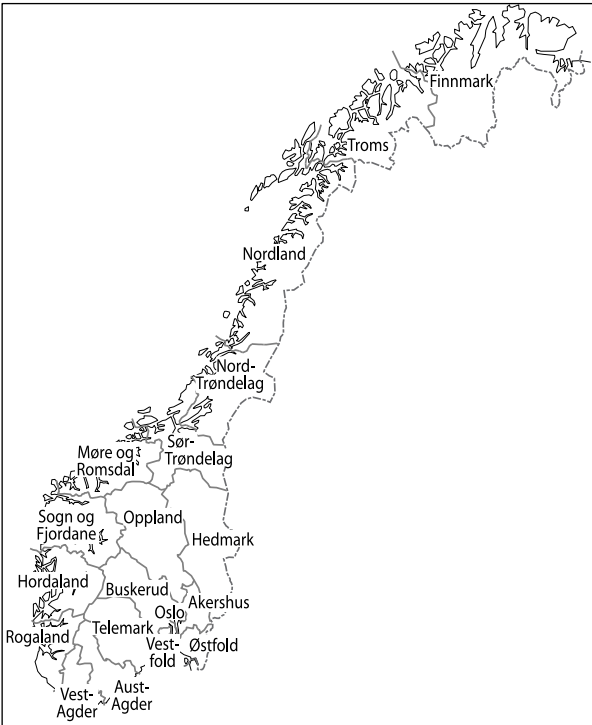 Finnmark
Troms
Nordland
Nord-
Trøndelag
Sør-
Trøndelag
Møre og
Romsdal
Oppland
Sogn og
Fjordane
Hedmark
Hordaland
Buskerud
Akershus
Oslo
Telemark
Rogaland
Vest-
fold
Østfold
Aust-
Agder
Vest-
Agder